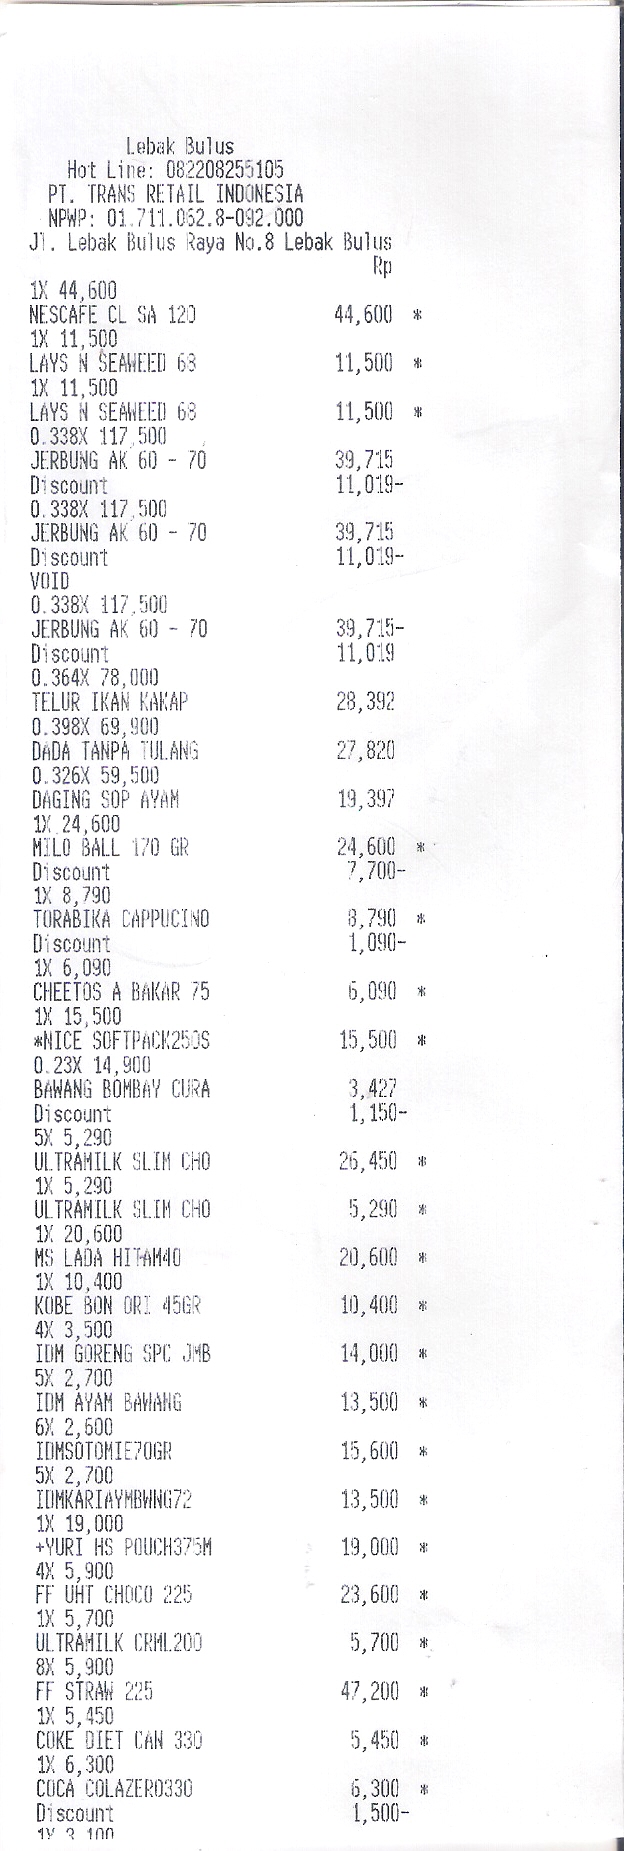 Lebak Bulus
Hot Line: 082208255105
PT. TRANS RETAIL INDONESIA
NPWP: 01.711.062.8-092.000
Jl. Lebak Bulus Raya No.8 Lebak Bulus
Rp
1X 44,600
NESCAFE CL SA 120 44,600 *
1X 11,500
LAYS N SEAWEED 68 11,500 *
1X 11,500
LAYS N SEAWEED 68 11,500 *
0.338X 117,500
JERBUNG AK 60 - 70 39,715
Discount 11,019-
0.338X 117,500
JERBUNG AK 60 - 70 39,715
Discount 11,019-
VOID
0.338X 117,500
JERBUNG AK 60 - 70 39,715-
Discount 11,019
0.364X 78,000
TELUR IKAN KAKAP 28,392
0.398X 69,900
DADA TANPA TULANG 27,820
0.326X 59,500
DAGING SOP AYAM 19,397
1X 24,600
MILO BALL 170 GR 24,600 *
Discount 7,700-
1X 8,790
TORABIKA CAPPUCINO 8,790 *
Discount 1,090-
1X 6,090
CHEETOS A BAKAR 75 6,090 *
1X 15,500
*NICE SOFTPACK250S 15,500 *
0.23X 14,900
BAWANG BOMBAY CURA 3,427
Discount 1,150-
5X 5,290
ULTRAMILK SLIM CHO 26,450 *
1X 5,290
ULTRAMILK SLIM CHO 5,290 *
1X 20,600
MS LADA HITAM40 20,600 *
1X 10,400
KOBE BON ORI 45GR 10,400 *
4X 3,500
IDM GORENG SPC JMB 14,000 *
5X 2,700
IDM AYAM BAWANG 13,500 *
6X 2,600
IDMSOTOMIE70GR 15,600 *
5X 2,700
IDMKARIAYMBWNG72 13,500 *
1X 19,000
+YURI HS POUCH375M 19,000 *
4X 5,900
FF UHT CHOCO 225 23,600 *
1X 5,700
ULTRAMILK CRML200 5,700 *
8X 5,900
FF STRAW 225 47,200 *
1X 5,450
COKE DIET CAN 330 5,450 *
1X 6,300
COCA COLAZERO330 6,300 *
Discount 1,500-
1X 3,100